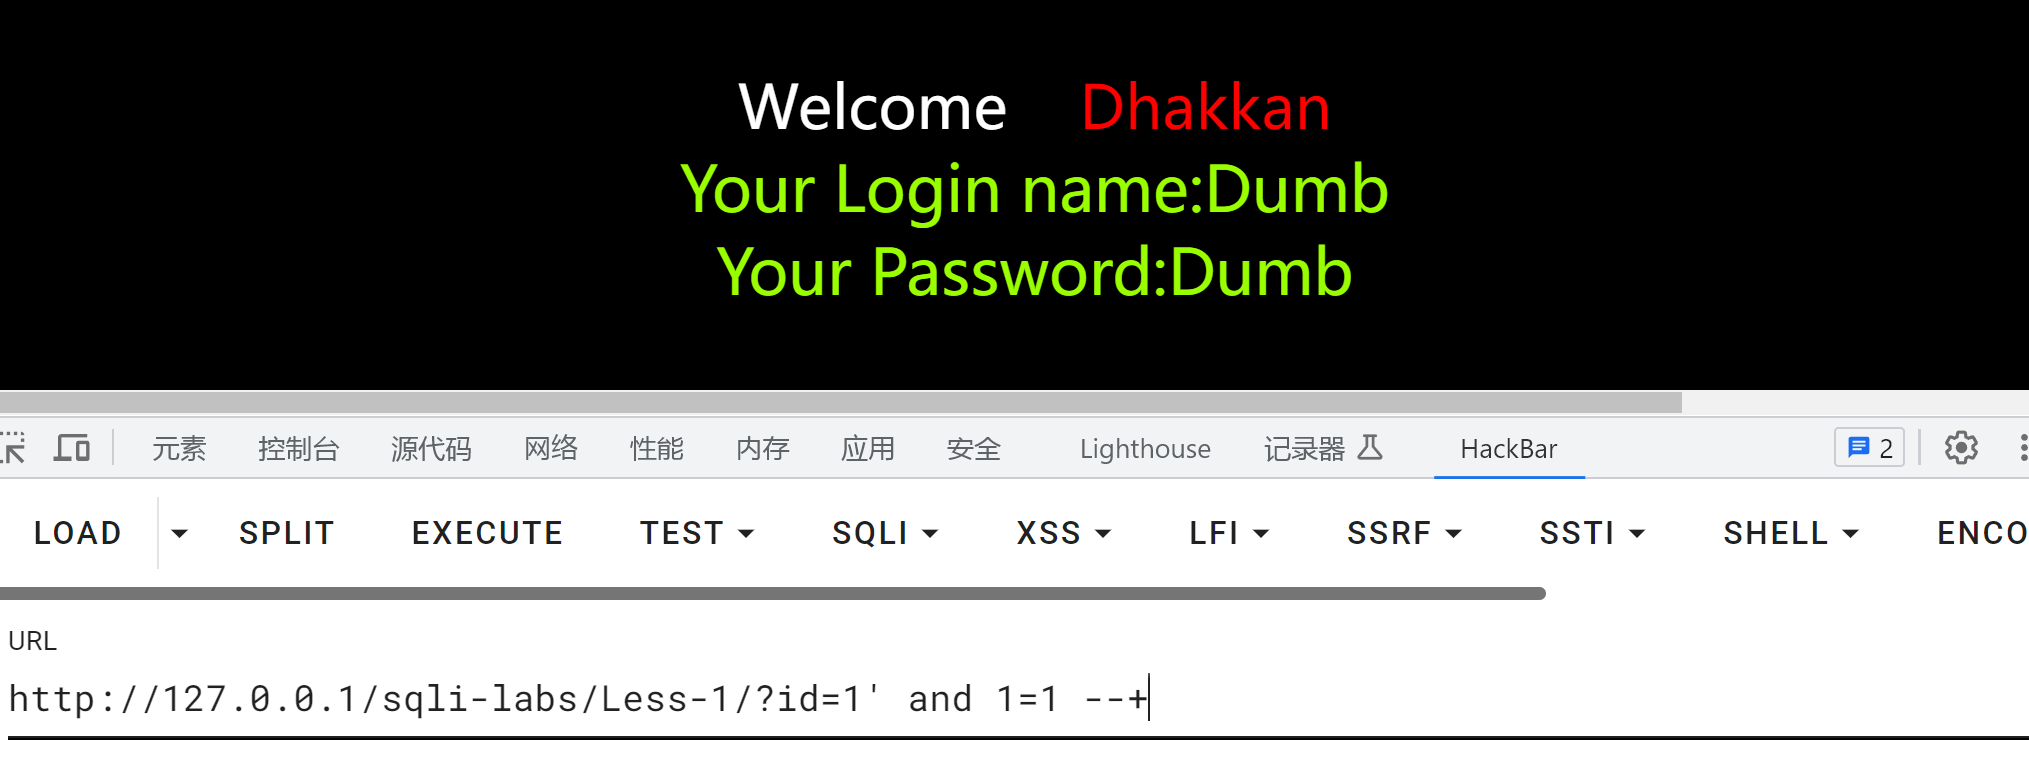 Welcome Dhakkan
Your Login name:Dumb
Your Password:Dumb
元素 控制台 源代码 网络 性能 内存 应用 安全 Lighthouse 记录器 HackBar 2
LOAD SPLIT EXECUTE TEST SQLI XSS LFI SSRF SSTI SHELL ENCO
URL
http://127.0.0.1/sqli-labs/Less-1/?id=1' and 1=1 --+